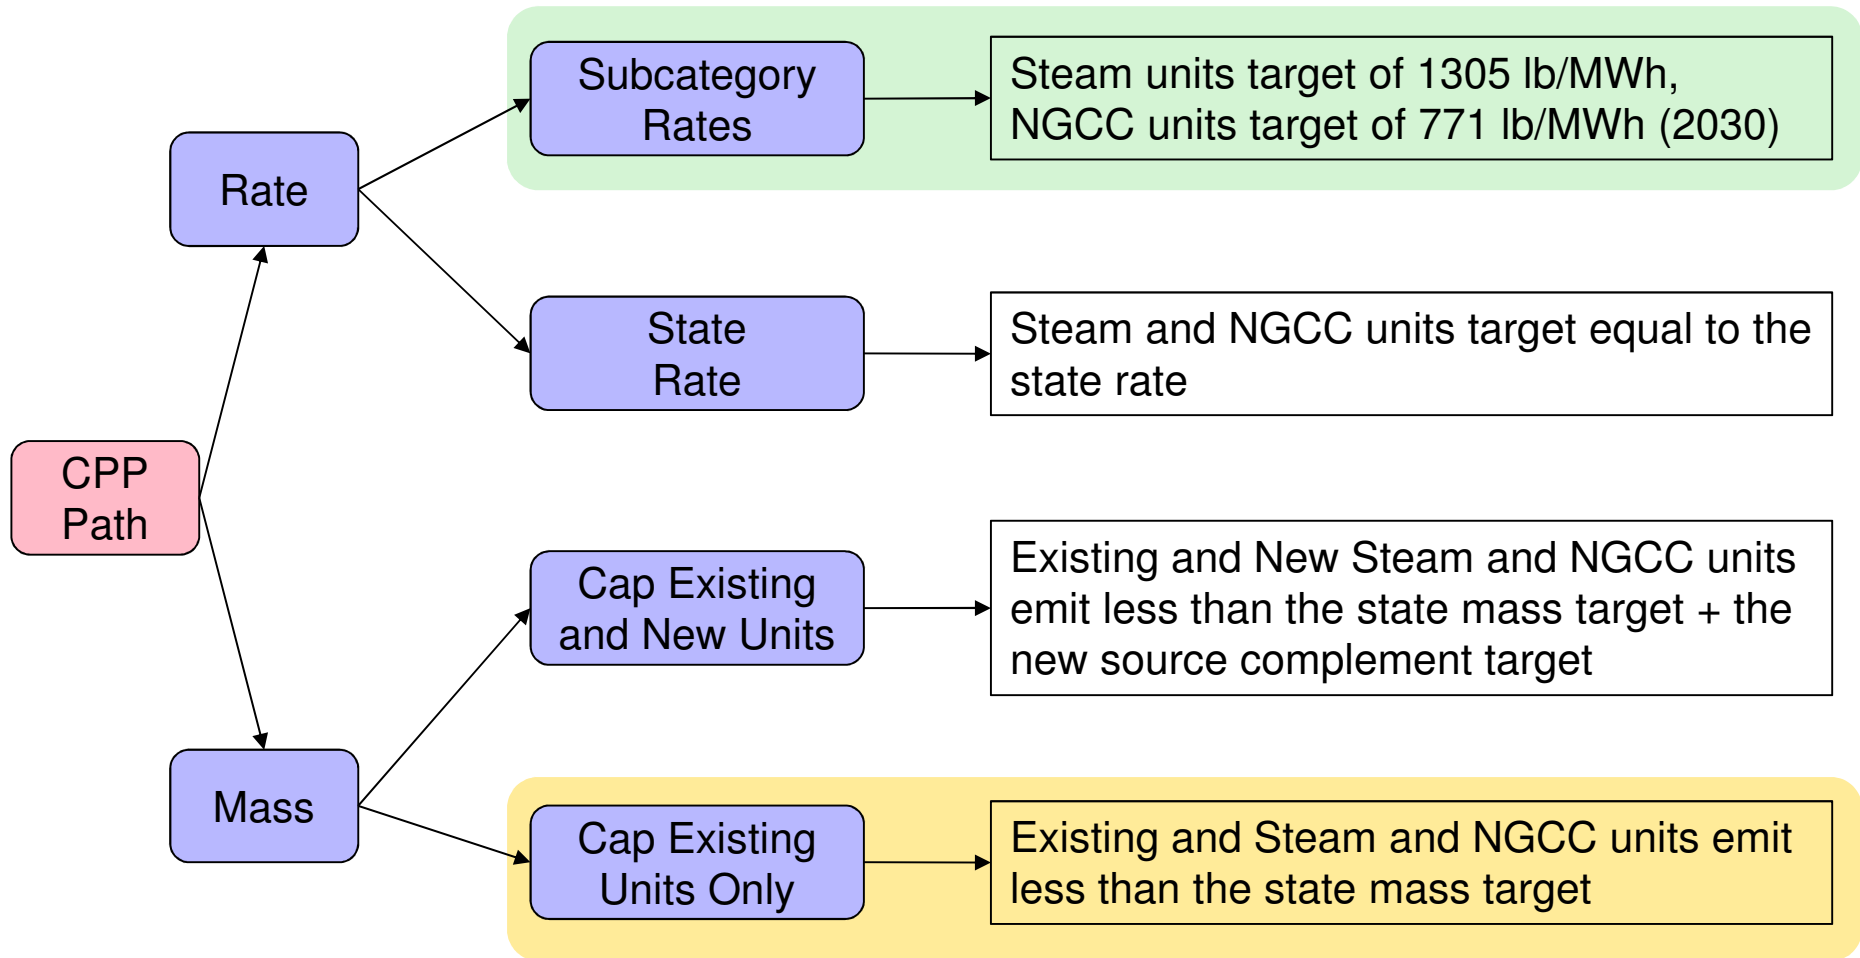 Subcategory
Rates
Steam units target of 1305 lb/MWh,
NGCC units target of 771 lb/MWh (2030)
Rate
State
Rate
Steam and NGCC units target equal to the
state rate
CPP
Path
Cap Existing
and New Units
Existing and New Steam and NGCC units
emit less than the state mass target + the
new source complement target
Mass
Cap Existing
Units Only
Existing and Steam and NGCC units emit
less than the state mass target